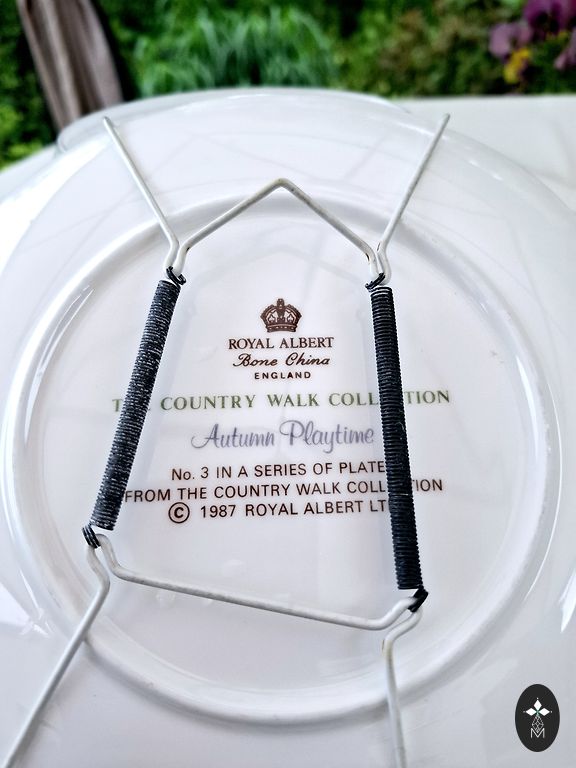 ROYAL ALBERT
Bone China
ENGLAND
COUNTRY WALK
Autumn Playtime
No. 3 IN A SERIES OF
FROM THE COUNTRY WALK
© 1987 ROYAL ALBERT
M